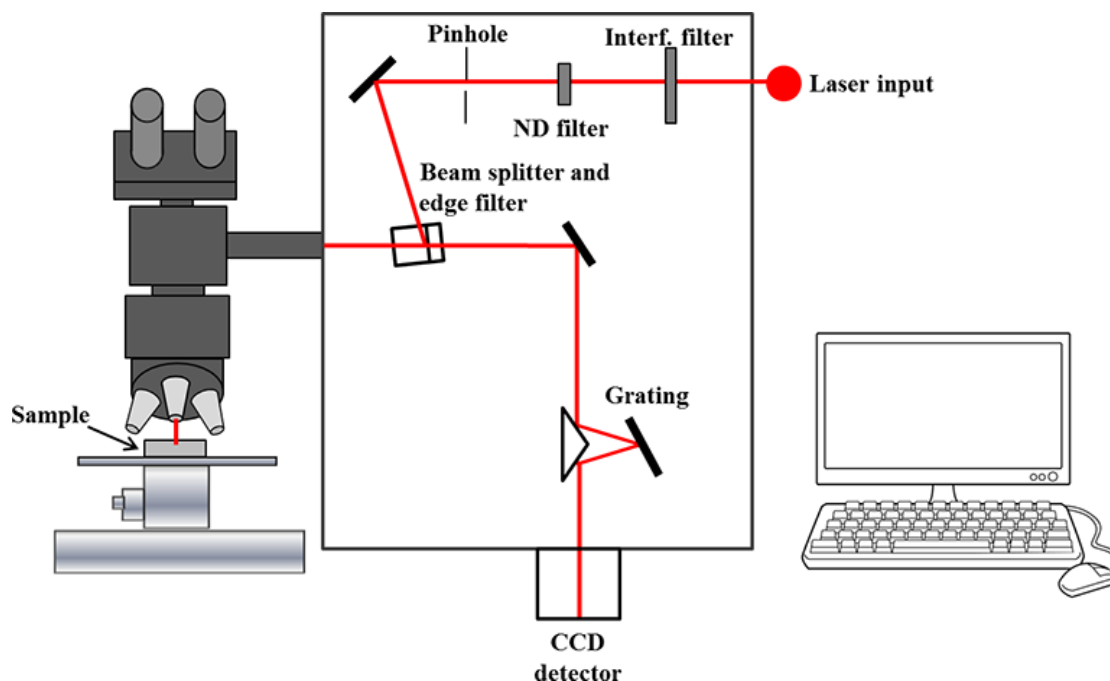 Pinhole
Interf. filter
Laser input
ND filter
Beam splitter and
edge filter
Grating
Sample
CCD
detector